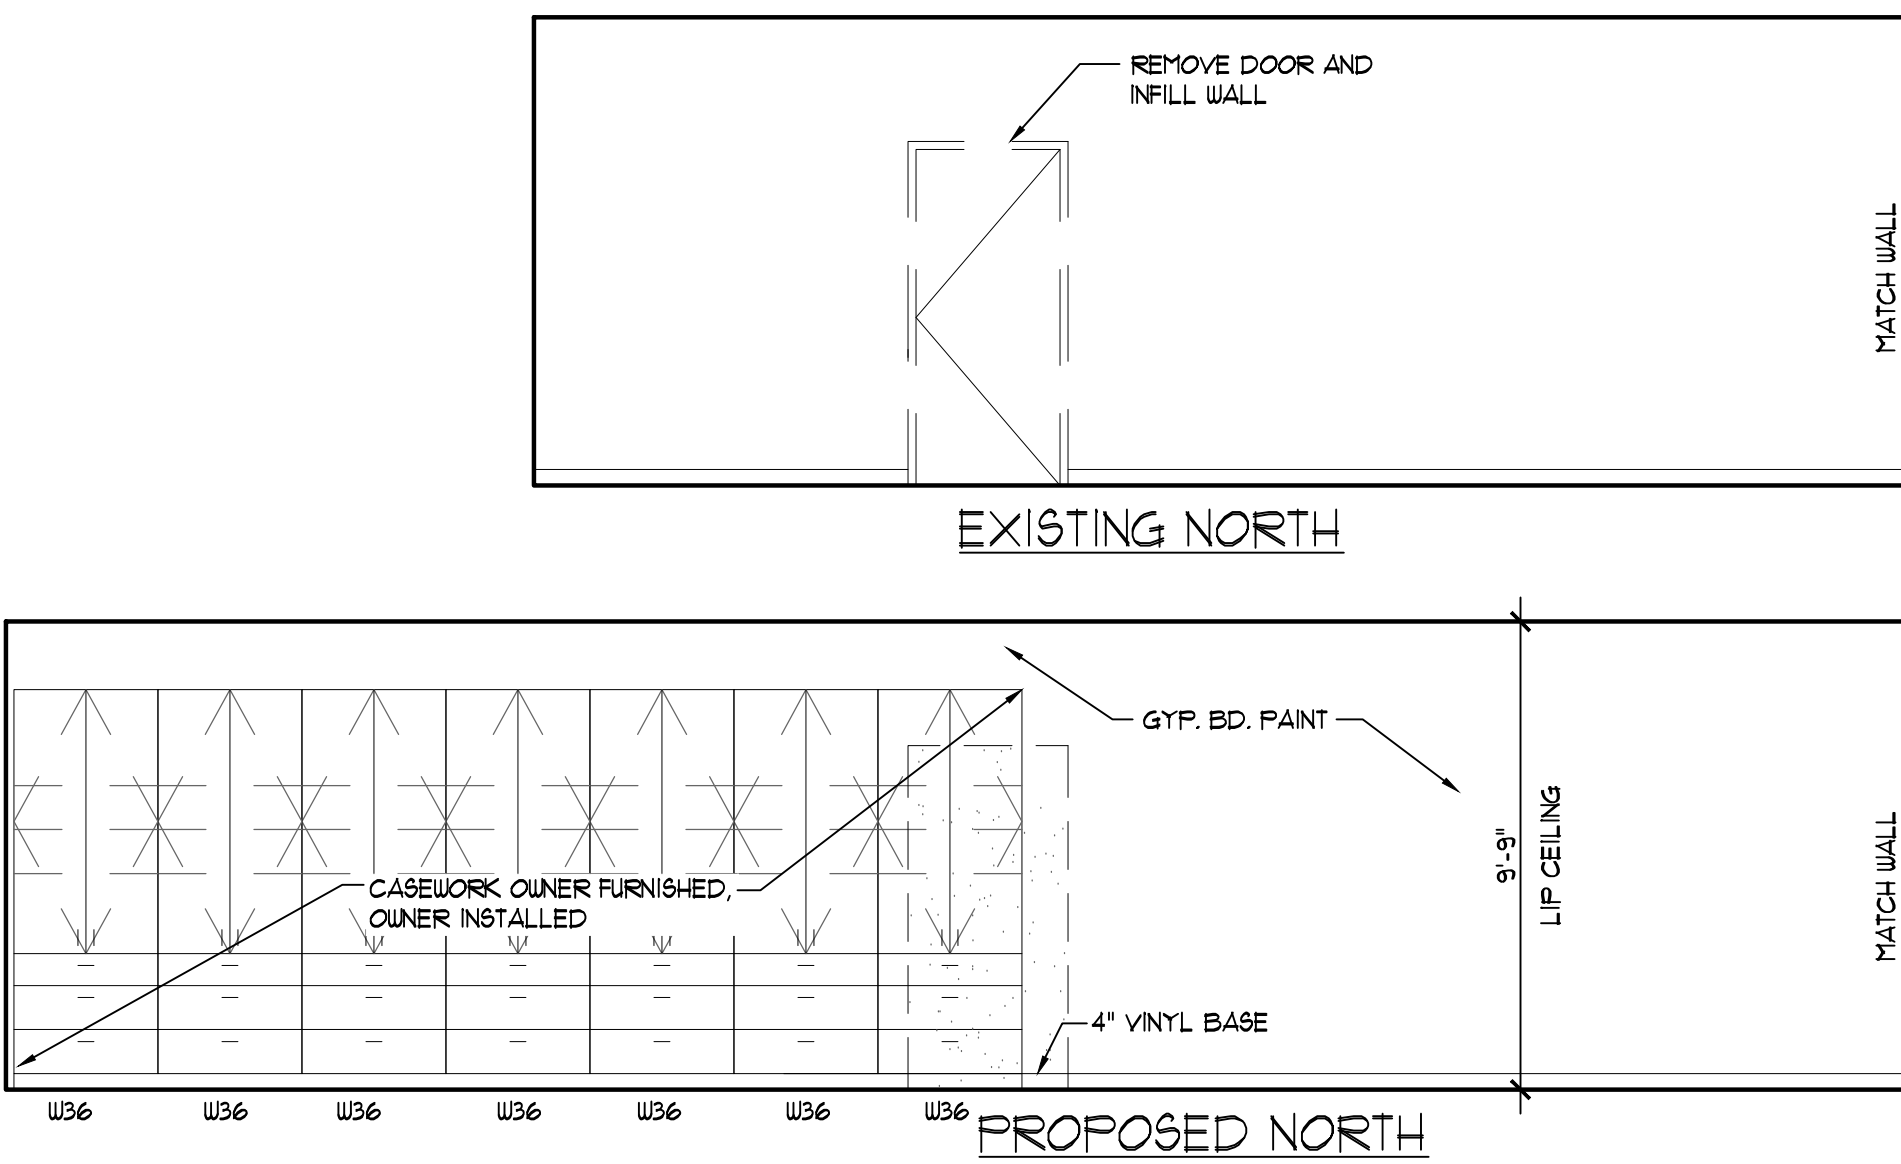 REMOVE DOOR AND
INFILL WALL
MATCH WALL
EXISTING NORTH
GYP. BD. PAINT
9'-9"
LIP CEILING
MATCH WALL
CASEWORK OWNER FURNISHED,
OWNER INSTALLED
4" VINYL BASE
W36 W36 W36 W36 W36 W36 W36
PROPOSED NORTH